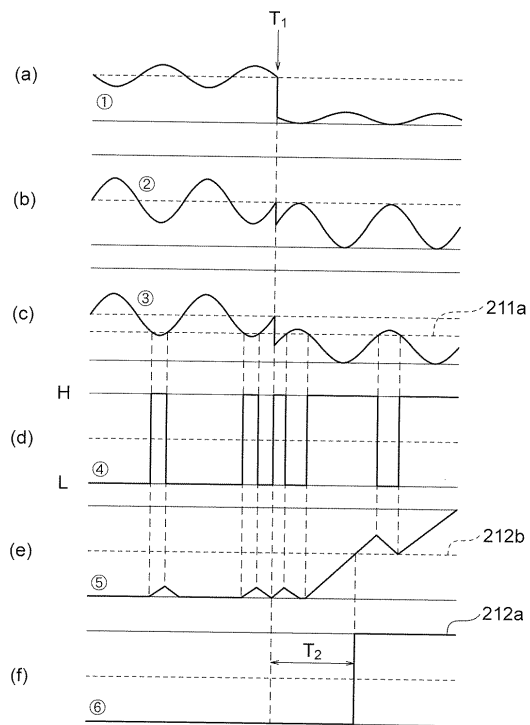 T1
(a)
①
(b)
②
(c)
③
211a
H
(d)
④
L
(e)
⑤
212b
212a
(f)
T2
⑥